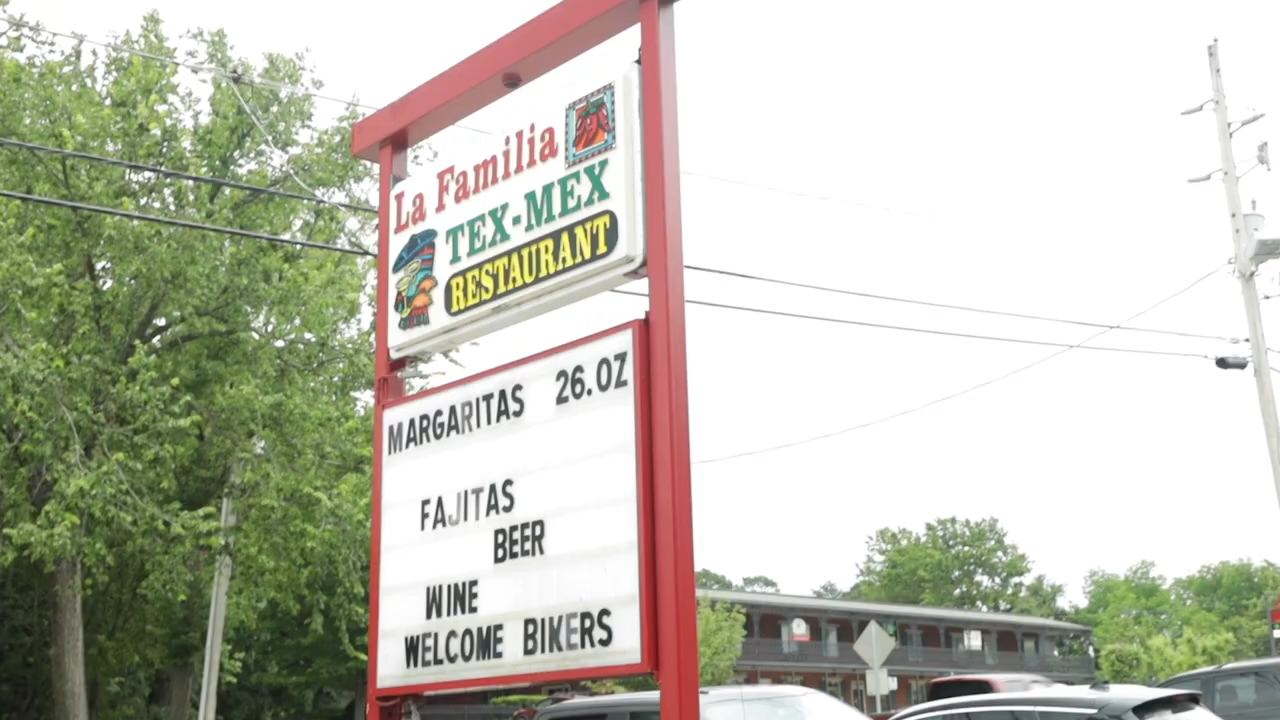 La Familia
TEX-MEX
RESTAURANT
MARGARITAS 26.OZ
FAJITAS
BEER
WINE
WELCOME BIKERS